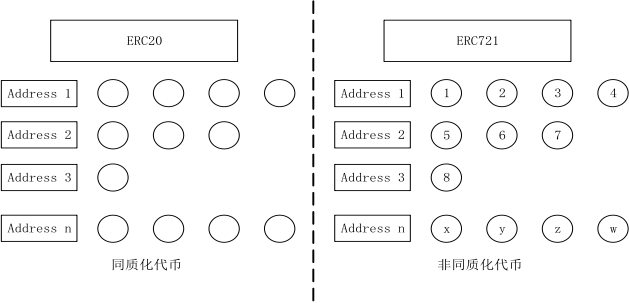 ERC20
Address 1
Address 2
Address 3
Address n
同质化代币
ERC721
Address 1 1 2 3 4
Address 2 5 6 7
Address 3 8
Address n x y z w
非同质化代币